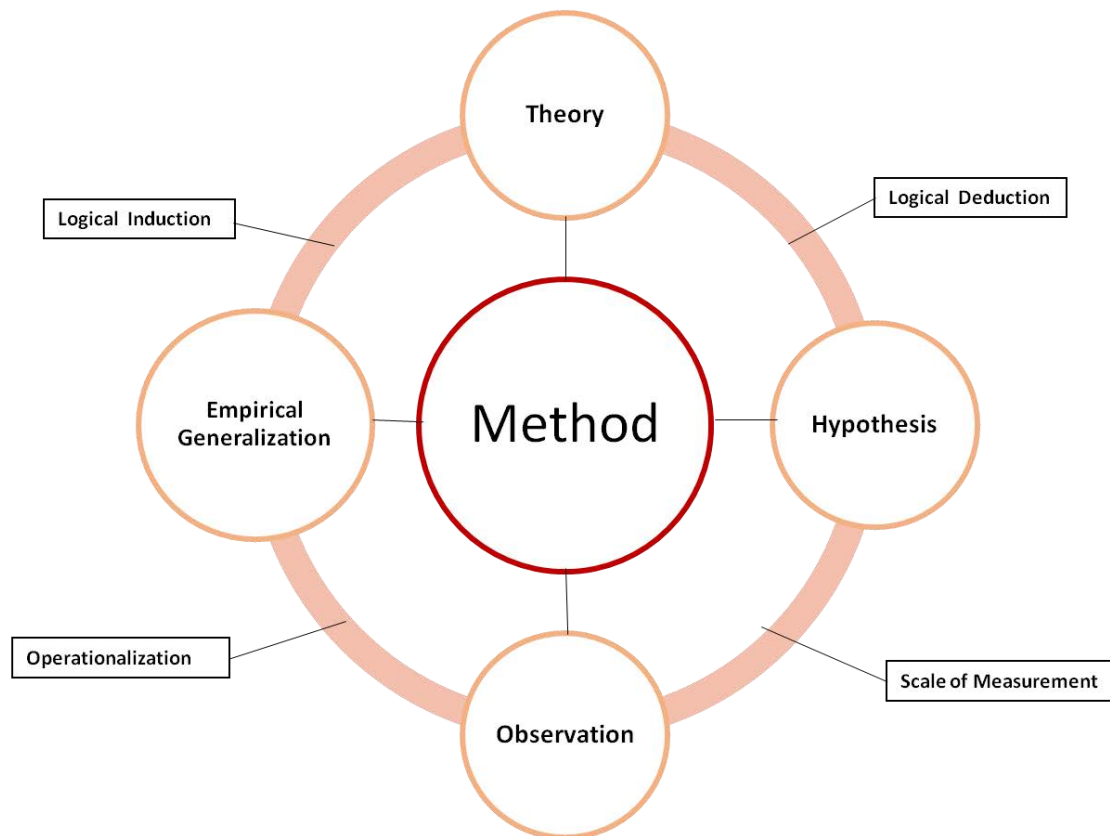 Theory
Logical Induction
Logical Deduction
Empirical
Generalization
Method
Hypothesis
Operationalization
Scale of Measurement
Observation